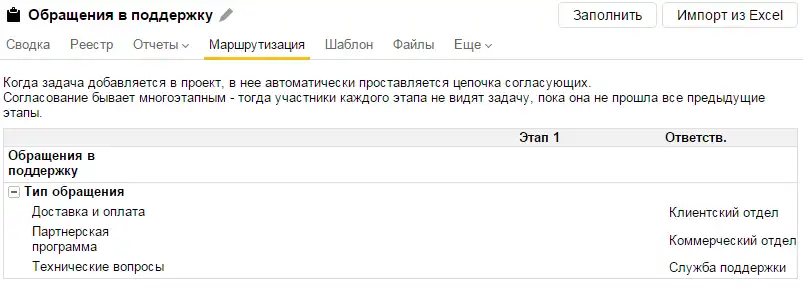 Обращения в поддержку
Заполнить
Импорт из Excel
Сводка Реестр Отчеты Маршрутизация Шаблон Файлы Еще
Когда задача добавляется в проект, в нее автоматически проставляется цепочка согласующих.
Согласование бывает многоэтапным - тогда участники каждого этапа не видят задачу, пока она не прошла все предыдущие
этапы.
Этап 1 Ответств.
Обращения в
поддержку
Тип обращения
Доставка и оплата Клиентский отдел
Партнерская
программа Коммерческий отдел
Технические вопросы Служба поддержки